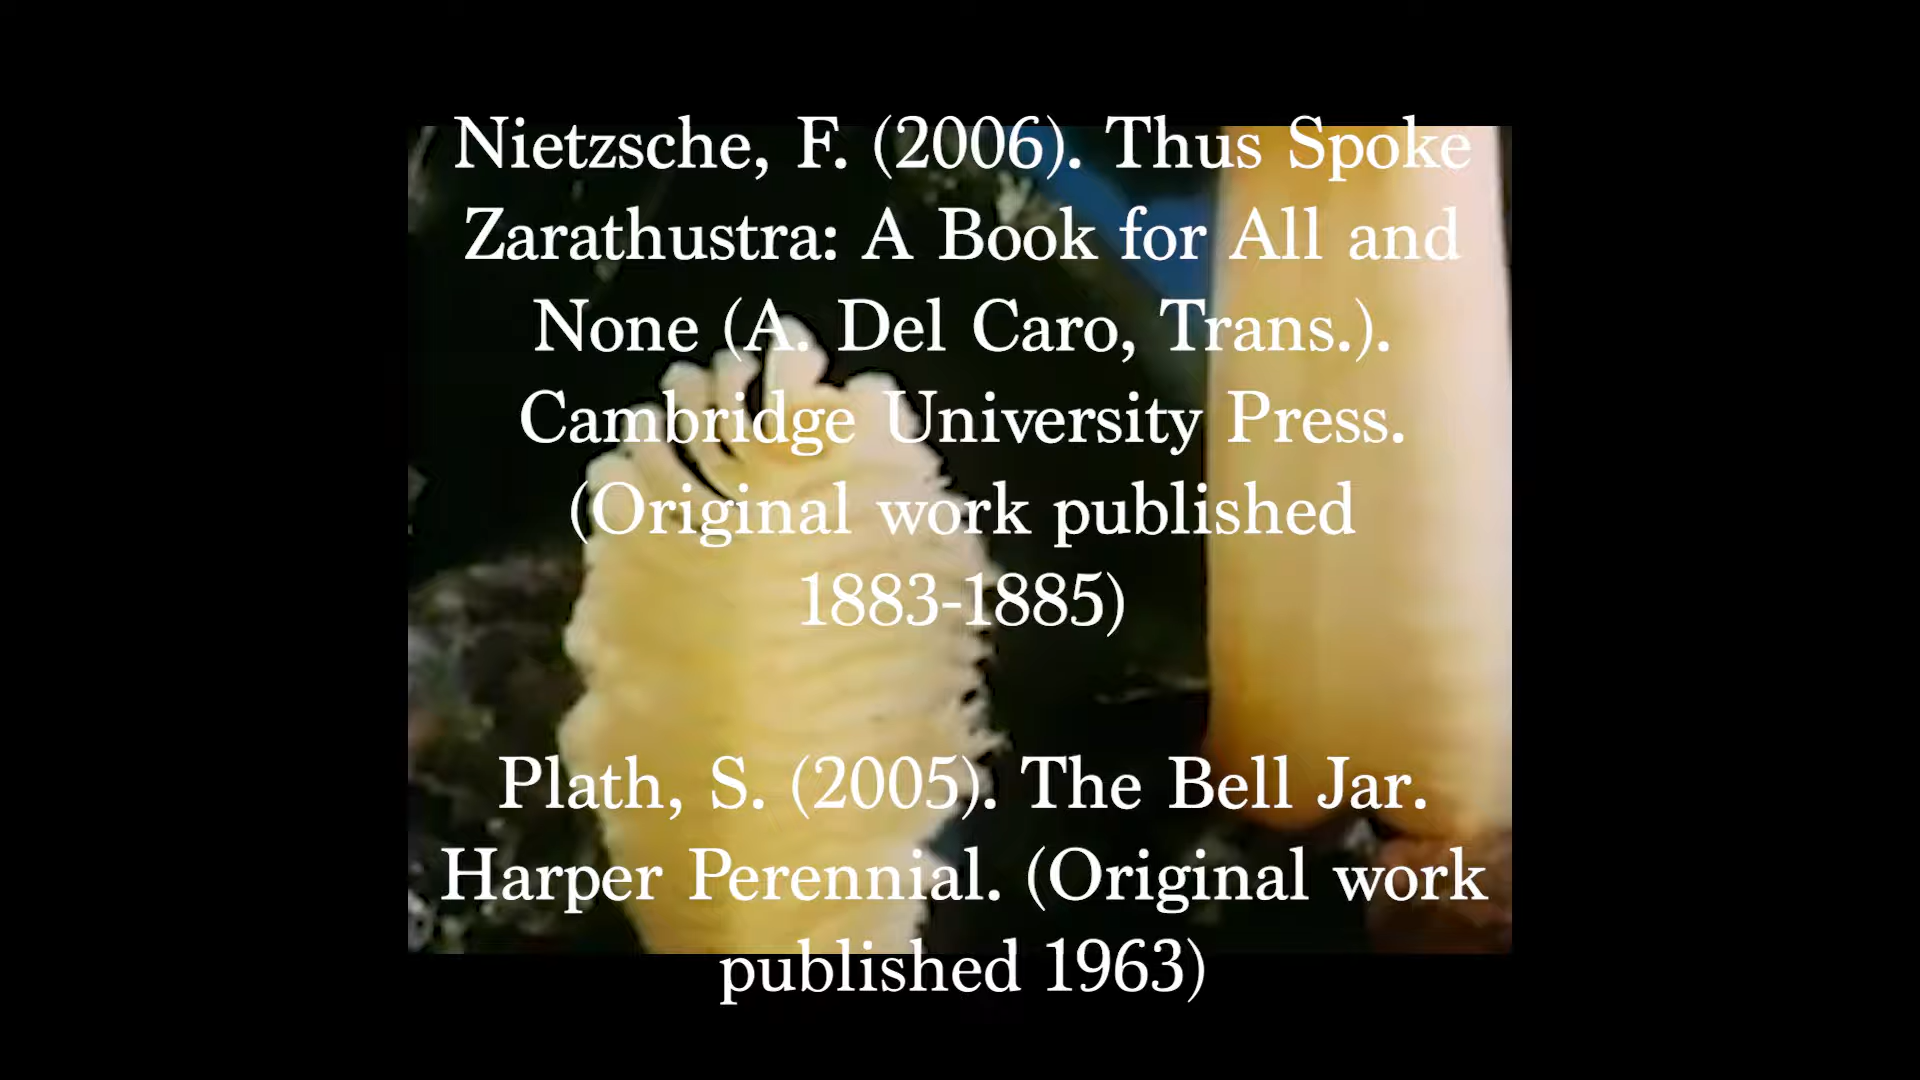 Nietzsche, F. (2006). Thus Spoke
Zarathustra: A Book for All and
None (A. Del Caro, Trans.).
Cambridge University Press.
(Original work published
1883-1885)
Plath, S. (2005). The Bell Jar.
Harper Perennial. (Original work
published 1963)